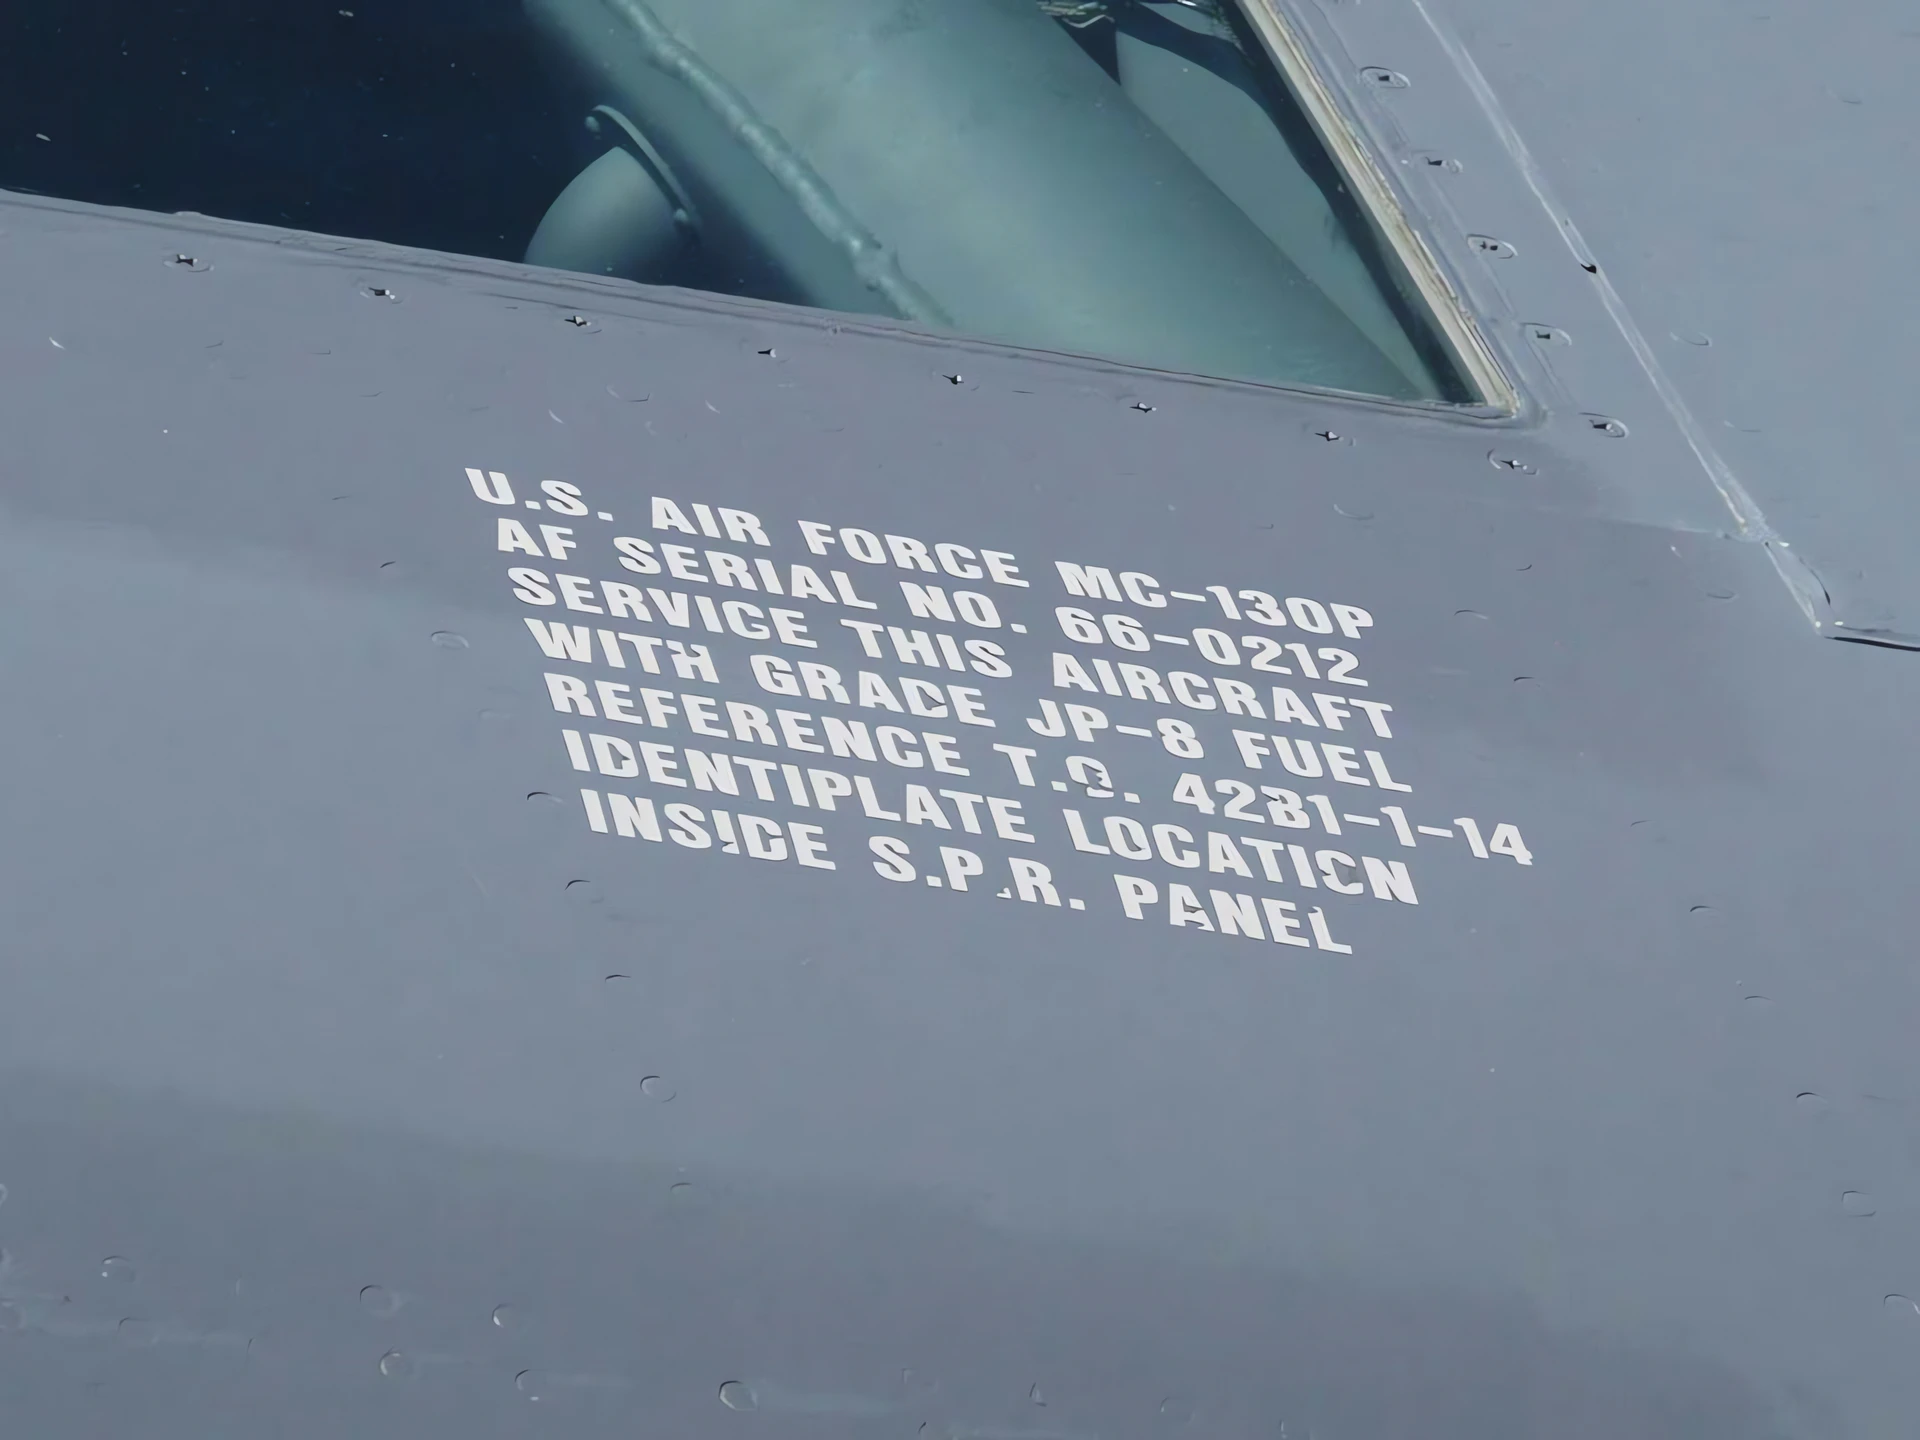 U.S. AIR FORCE MC-130P
AF SERIAL NO. 66-0212
SERVICE THIS AIRCRAFT
WITH GRADE JP-8 FUEL
REFERENCE T.O. 42B1-1-14
IDENTIPLATE LOCATION
INSIDE S.P.R. PANEL